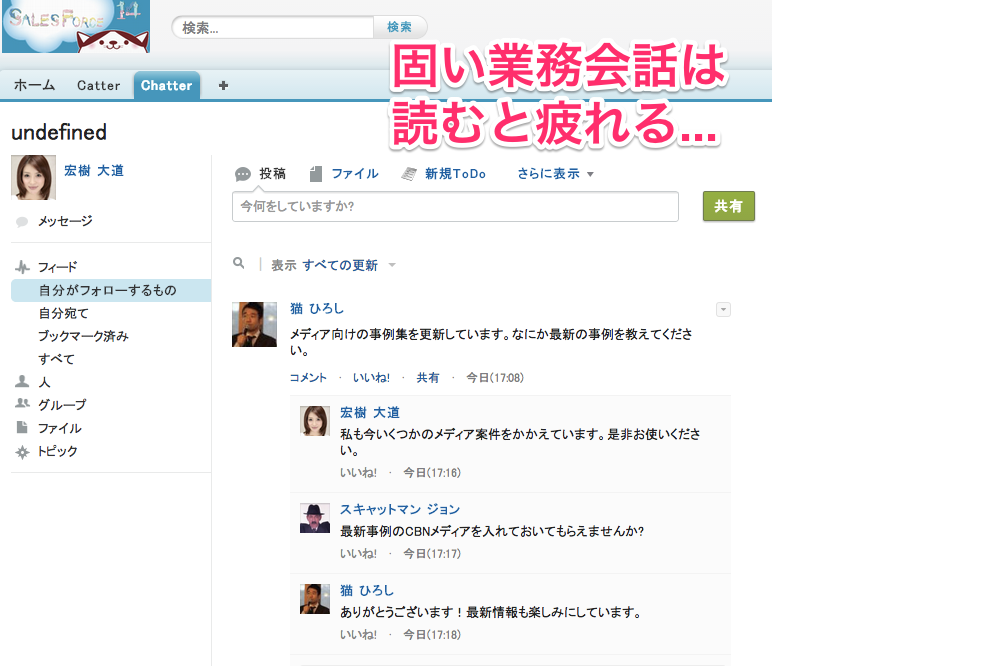 SALESFORCE 14
検索...
検索
固い業務会話は
読むと疲れる...
ホーム Catter Chatter +
undefined
宏樹 大道
メッセージ
フィード
自分がフォローするもの
自分宛て
ブックマーク済み
すべて
人
グループ
ファイル
トピック
投稿 ファイル 新規ToDo さらに表示
今何をしていますか?
共有
表示 すべての更新
猫 ひろし
メディア向けの事例集を更新しています。なにか最新の事例を教えてくださ
い。
コメント · いいね! · 共有 · 今日(17:08)
宏樹 大道
私も今いくつかのメディア案件をかかえています。是非お使いくださ
い。
いいね! · 今日(17:16)
スキャットマン ジョン
最新事例のCBNメディアを入れておいてもらえませんか?
いいね! · 今日(17:17)
猫 ひろし
ありがとうございます！最新情報も楽しみにしています。
いいね! · 今日(17:18)